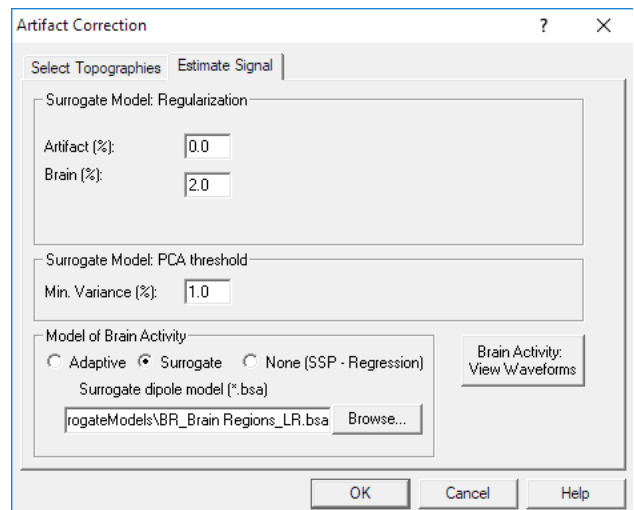 Artifact Correction ? ×
Select Topographies Estimate Signal
Surrogate Model: Regularization
Artifact (%): 0.0
Brain (%): 2.0
Surrogate Model: PCA threshold
Min. Variance (%): 1.0
Model of Brain Activity
Adaptive Surrogate None (SSP - Regression)
Surrogate dipole model (*.bsa)
rogateModels\BR_Brain Regions_LR.bsa Browse...
Brain Activity:
View Waveforms
OK Cancel Help